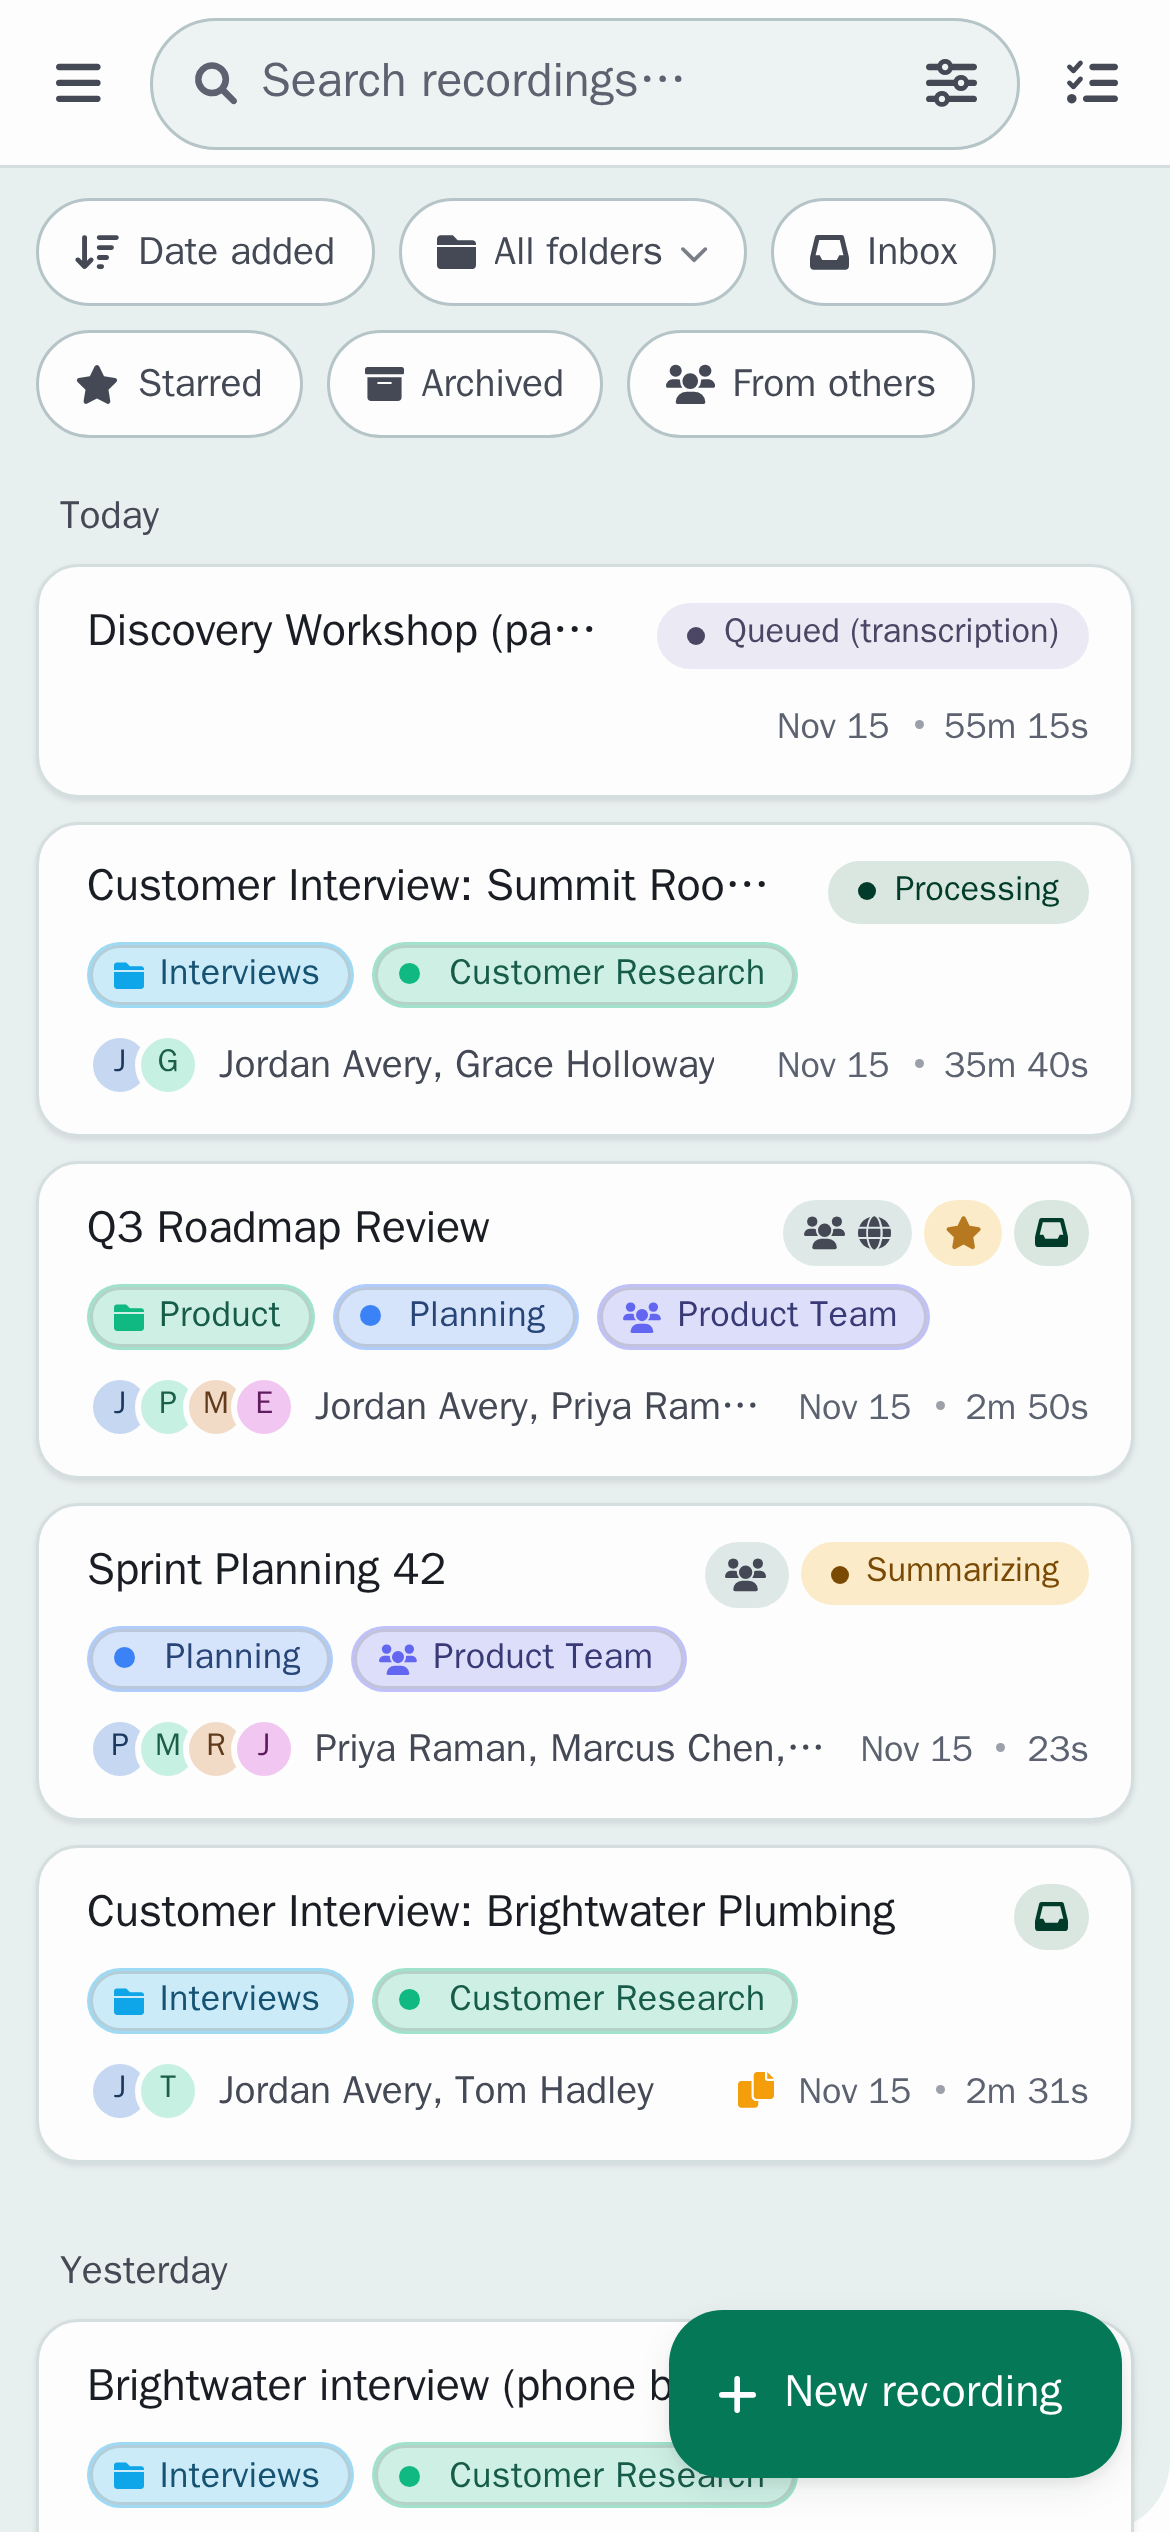 Search recordings…
Date added
All folders
Inbox
Starred
Archived
From others
Today
Discovery Workshop (pa…
Queued (transcription)
Nov 15 • 55m 15s
Customer Interview: Summit Roo…
Processing
Interviews
Customer Research
J G Jordan Avery, Grace Holloway
Nov 15 • 35m 40s
Q3 Roadmap Review
Product
Planning
Product Team
J P M E Jordan Avery, Priya Ram…
Nov 15 • 2m 50s
Sprint Planning 42
Summarizing
Planning
Product Team
P M R J Priya Raman, Marcus Chen,…
Nov 15 • 23s
Customer Interview: Brightwater Plumbing
Interviews
Customer Research
J T Jordan Avery, Tom Hadley
Nov 15 • 2m 31s
Yesterday
Brightwater interview (phone b
New recording
Interviews
Customer Research